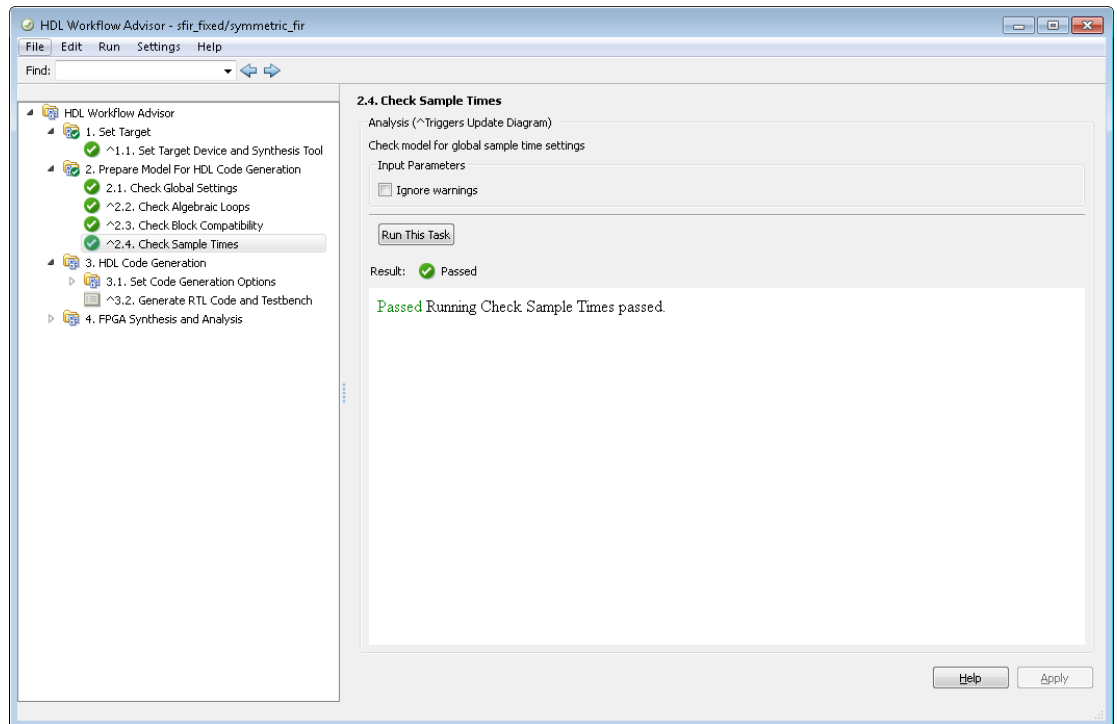 HDL Workflow Advisor - sfir_fixed/symmetric_fir
File Edit Run Settings Help
Find:
HDL Workflow Advisor
1. Set Target
^1.1. Set Target Device and Synthesis Tool
2. Prepare Model For HDL Code Generation
2.1. Check Global Settings
^2.2. Check Algebraic Loops
^2.3. Check Block Compatibility
^2.4. Check Sample Times
3. HDL Code Generation
3.1. Set Code Generation Options
^3.2. Generate RTL Code and Testbench
4. FPGA Synthesis and Analysis
2.4. Check Sample Times
Analysis (^Triggers Update Diagram)
Check model for global sample time settings
Input Parameters
Ignore warnings
Run This Task
Result: Passed
Passed Running Check Sample Times passed.
Help Apply